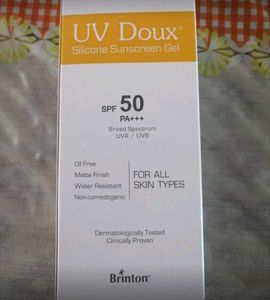 UV Doux®
Silicone Sunscreen Gel
SPF 50
PA+++
Broad Spectrum
UVA / UVB
Oil Free
Matte Finish
Water Resistant
Non-comedogenic
FOR ALL
SKIN TYPES
Dermatologically Tested
Clinically Proven
Brinton®